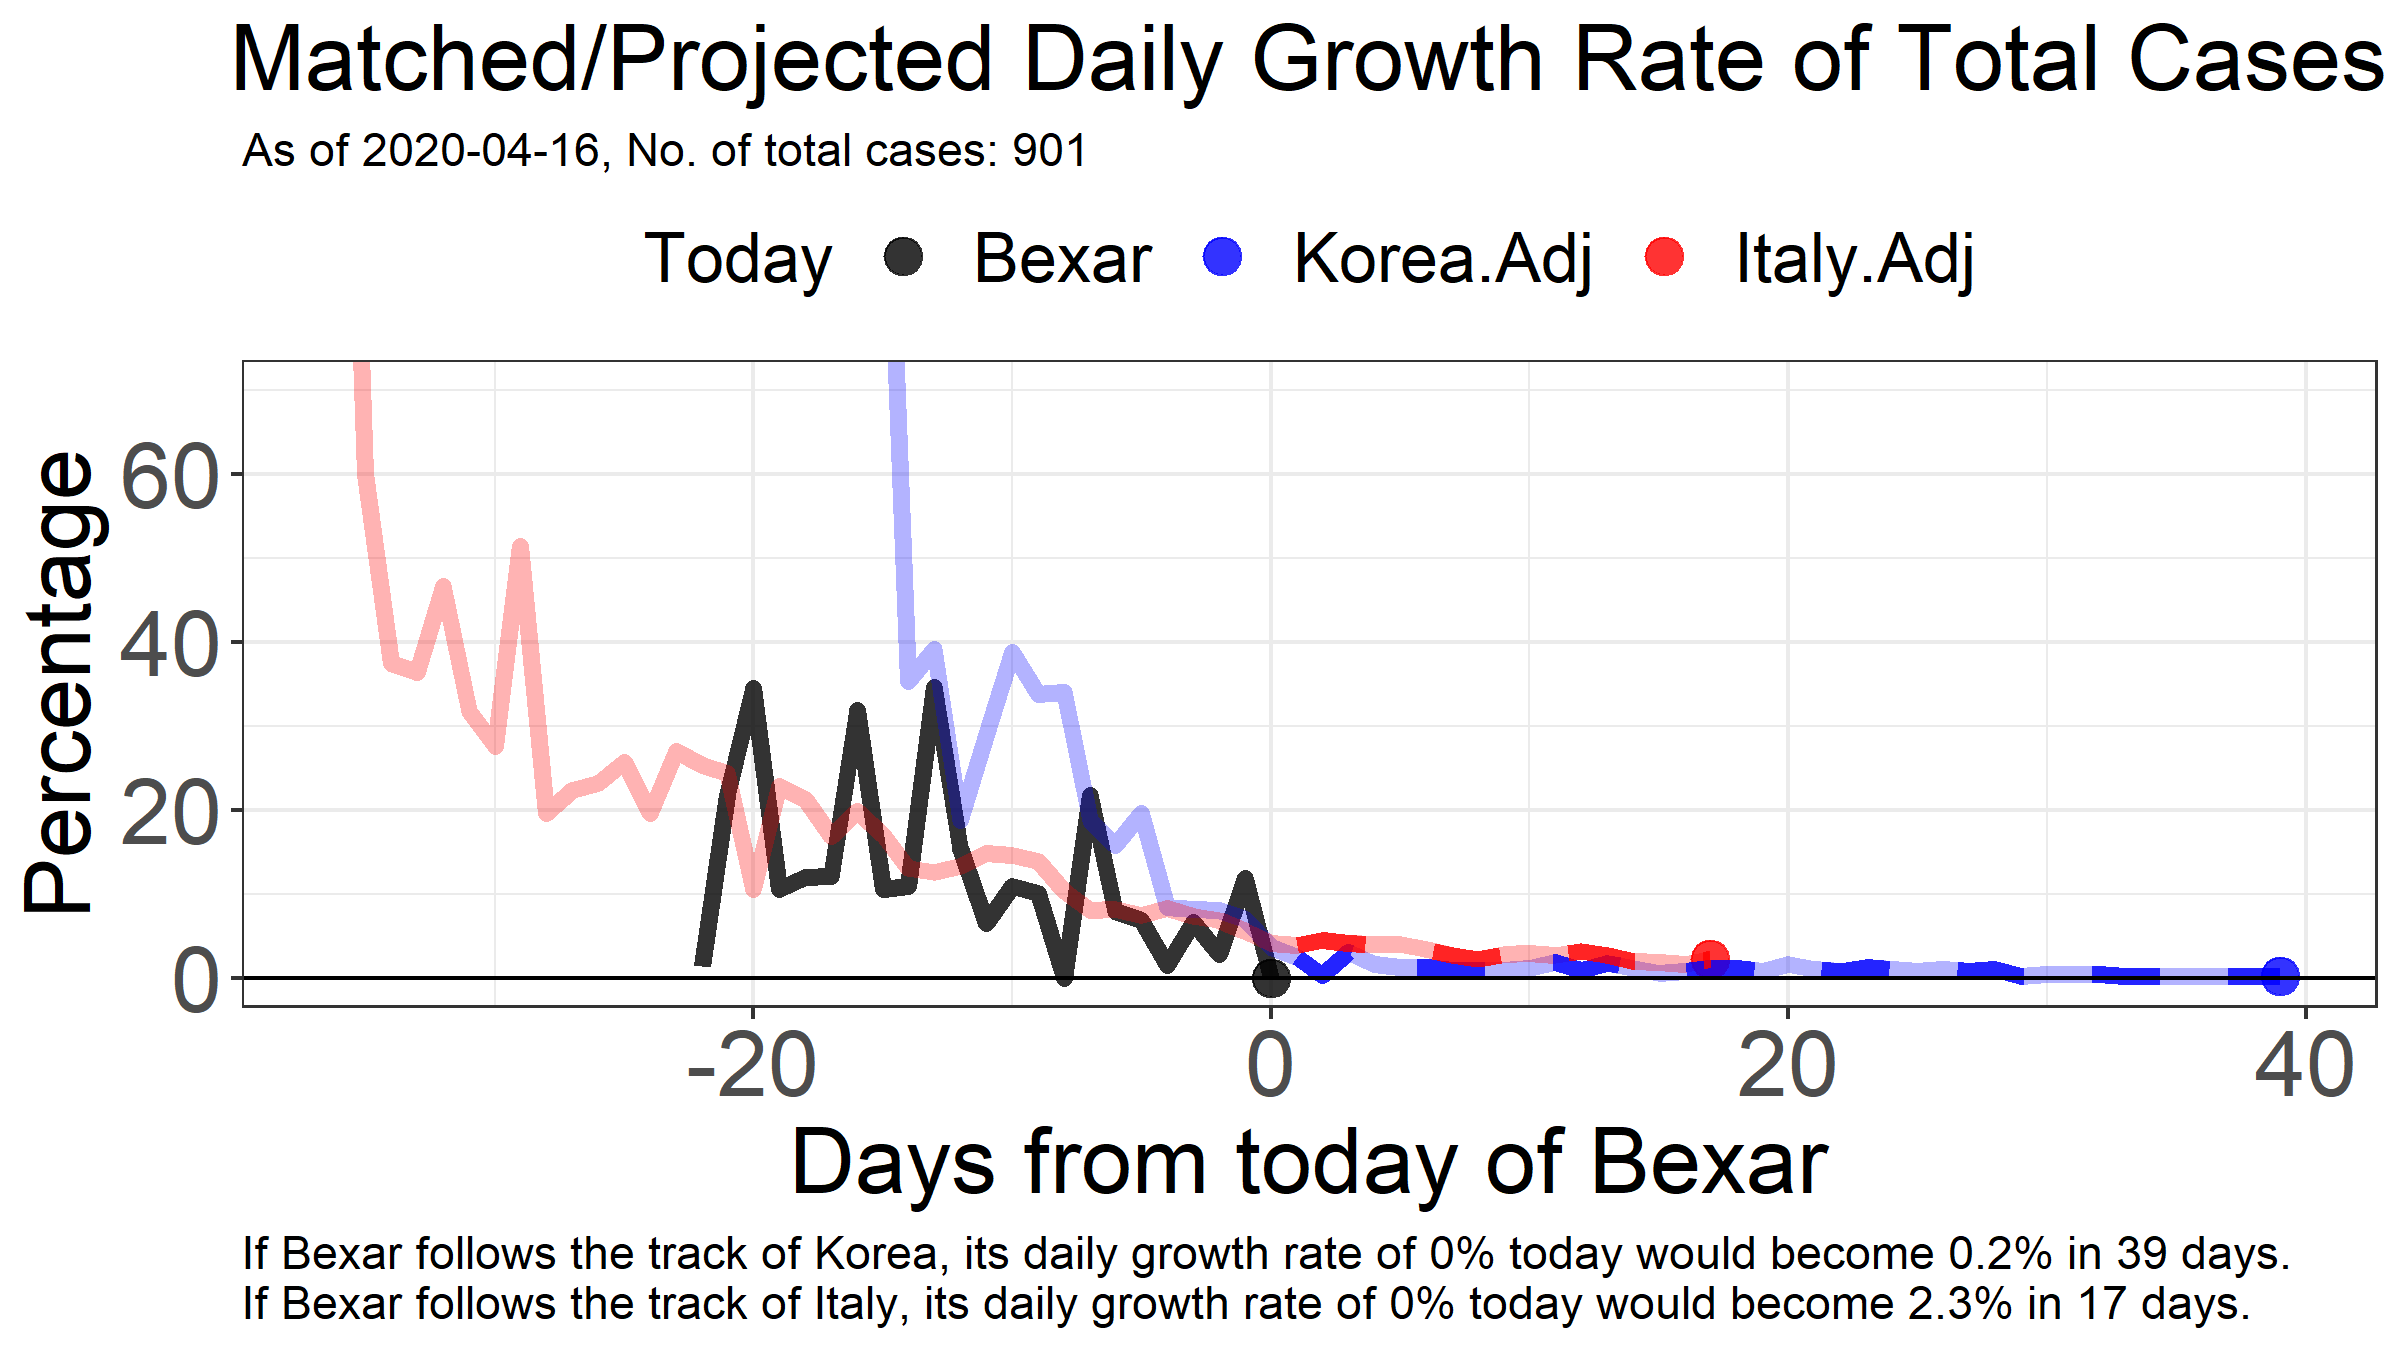 Matched/Projected Daily Growth Rate of Total Cases
As of 2020-04-16, No. of total cases: 901
Today Bexar Korea.Adj Italy.Adj
Percentage
60
40
20
0
-20 0 20 40
Days from today of Bexar
If Bexar follows the track of Korea, its daily growth rate of 0% today would become 0.2% in 39 days.
If Bexar follows the track of Italy, its daily growth rate of 0% today would become 2.3% in 17 days.